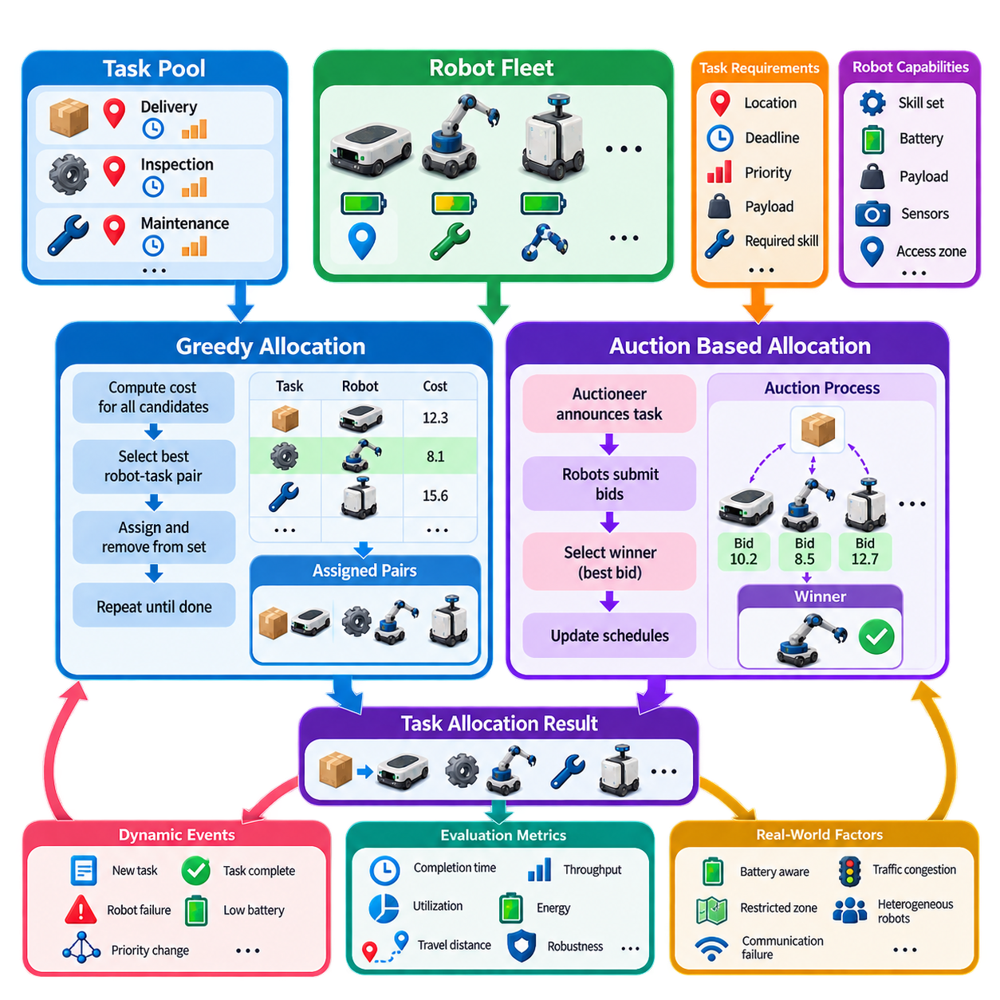 Task Pool
Delivery
Inspection
Maintenance
...
Robot Fleet
...
...
Task Requirements
Location
Deadline
Priority
Payload
Required skill
...
Robot Capabilities
Skill set
Battery
Payload
Sensors
Access zone
...
Greedy Allocation
Compute cost
for all candidates
Select best
robot-task pair
Assign and
remove from set
Repeat until done
Task Robot Cost
12.3
8.1
15.6
... ...
Assigned Pairs
Auction Based Allocation
Auctioneer
announces task
Robots submit
bids
Select winner
(best bid)
Update schedules
Auction Process
...
Bid
10.2
Bid
8.5
Bid
12.7
Winner
Task Allocation Result
...
Dynamic Events
New task
Task complete
Robot failure
Low battery
Priority change
...
Evaluation Metrics
Completion time
Throughput
Utilization
Energy
Travel distance
Robustness
...
Real-World Factors
Battery aware
Traffic congestion
Restricted zone
Heterogeneous
robots
Communication
failure
...